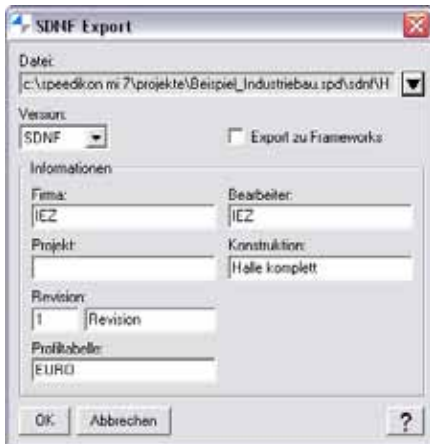 SDNF Export
Datei:
c:\speedikon mi 7\projekte\Beispiel_Industriebau.spd\sdnf\H
Version:
SDNF
Export zu Frameworks
Informationen
Firma: Bearbeiter:
IEZ IEZ
Projekt: Konstruktion:
Halle komplett
Revision:
1 Revision
Profiltabelle:
EURO
OK Abbrechen ?